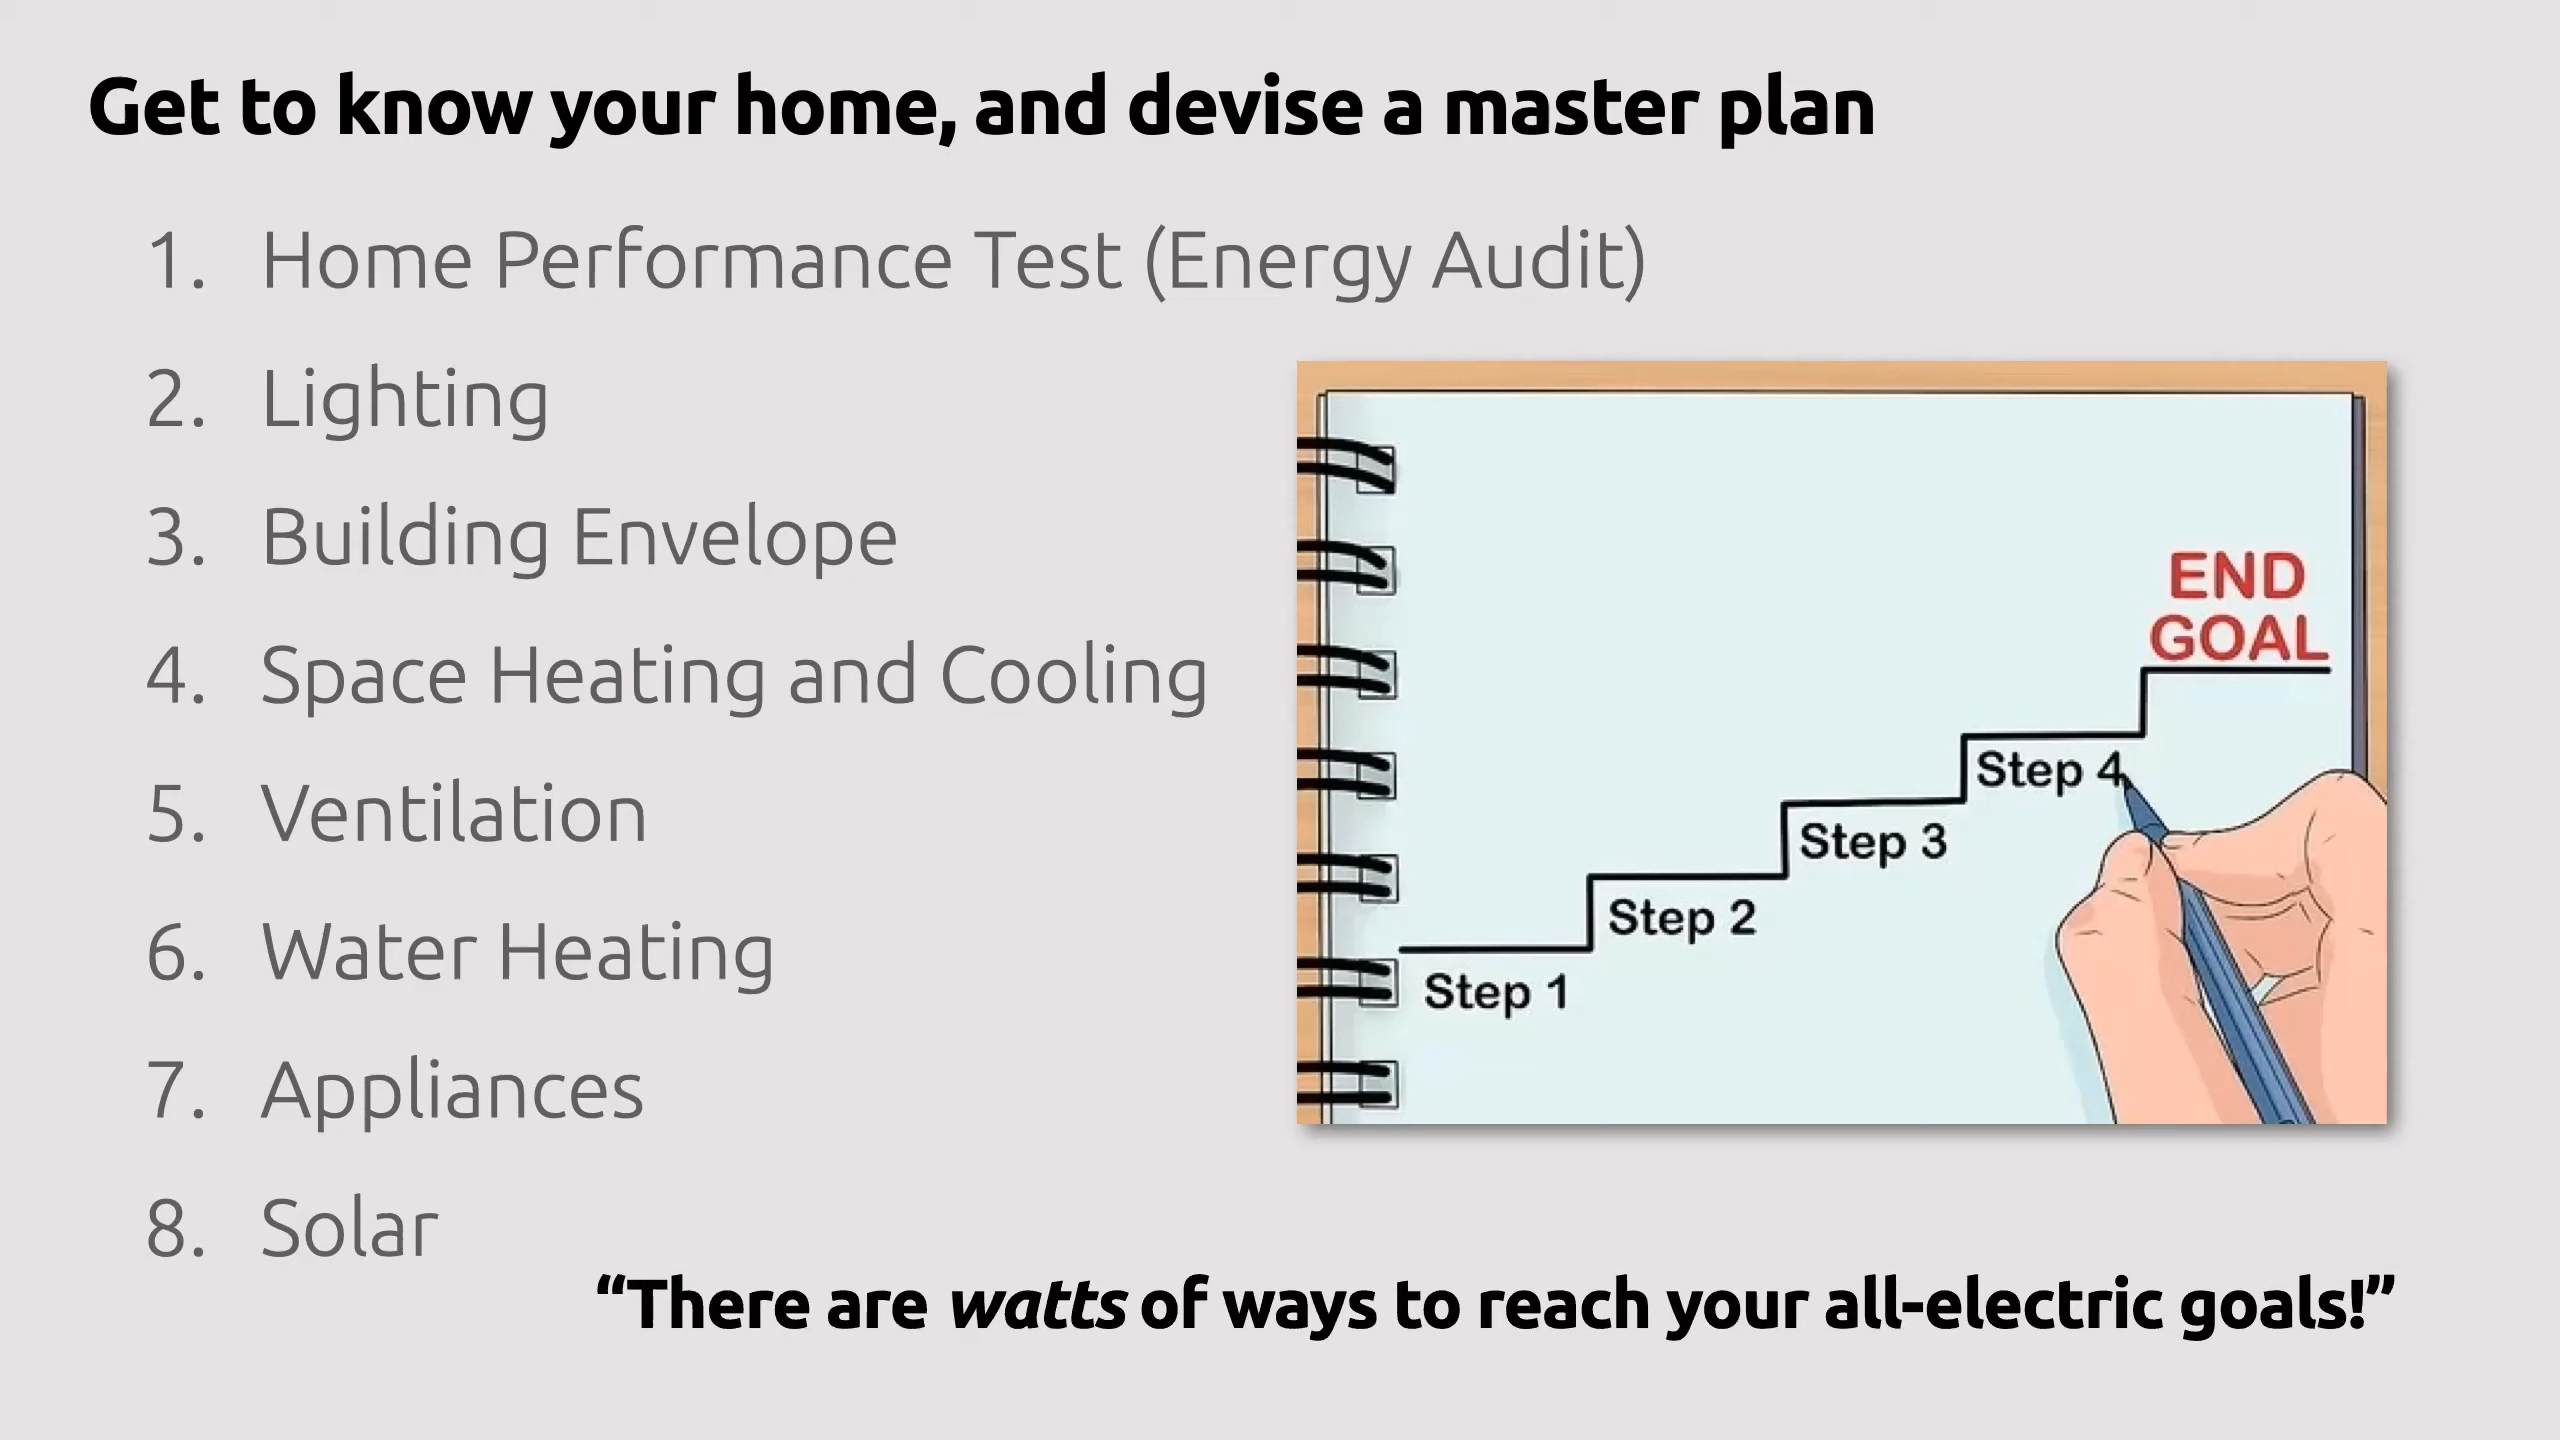 Get to know your home, and devise a master plan
1. Home Performance Test (Energy Audit)
2. Lighting
3. Building Envelope
4. Space Heating and Cooling
5. Ventilation
6. Water Heating
7. Appliances
8. Solar
END
GOAL
Step 4
Step 3
Step 2
Step 1
“There are watts of ways to reach your all-electric goals!”